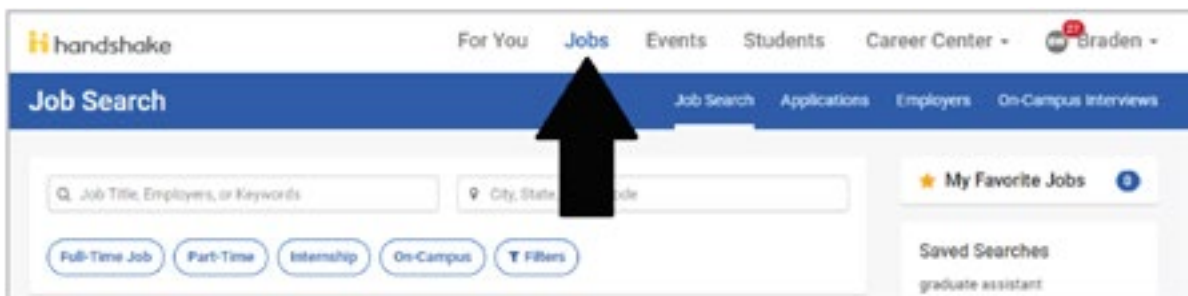 handshake For You Jobs Events Students Career Center 27 Braden
Job Search Job Search Applications Employers On-Campus Interviews
Job Title, Employers, or Keywords City, State,
My Favorite Jobs 0
Full-Time Job Part-Time Internship On-Campus Filters
Saved Searches
graduate assistant